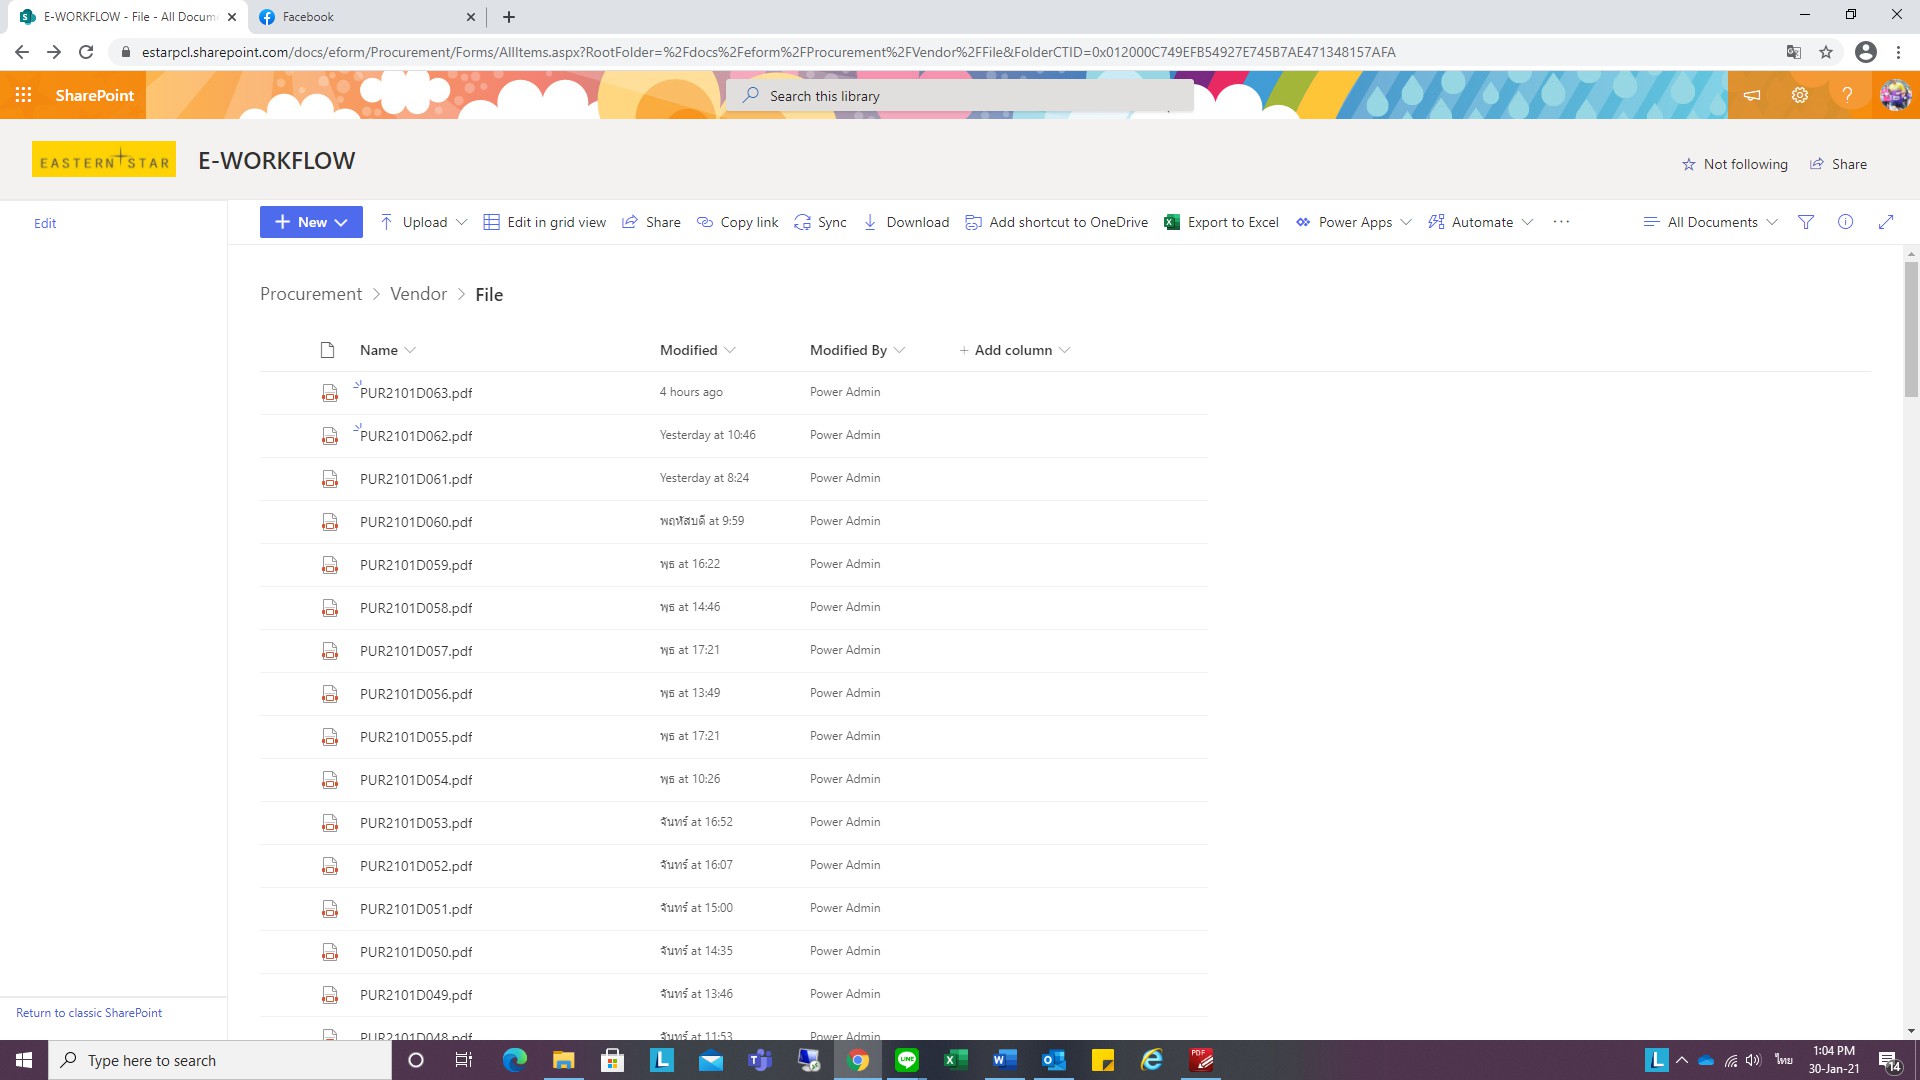 E-WORKFLOW - File - All Docum
Facebook
estarpcl.sharepoint.com/docs/eform/Procurement/Forms/AllItems.aspx?RootFolder=%2Fdocs%2Feform%2FProcurement%2FVendor%2FFile&FolderCTID=0x012000C749EFB54927E745B7AE471348157AFA
SharePoint
Search this library
EASTERN STAR
E-WORKFLOW
Not following
Share
Edit
New
Upload
Edit in grid view
Share
Copy link
Sync
Download
Add shortcut to OneDrive
Export to Excel
Power Apps
Automate
All Documents
Procurement > Vendor > File
Name Modified Modified By + Add column
PUR2101D063.pdf 4 hours ago Power Admin
PUR2101D062.pdf Yesterday at 10:46 Power Admin
PUR2101D061.pdf Yesterday at 8:24 Power Admin
PUR2101D060.pdf พฤหัสบดี at 9:59 Power Admin
PUR2101D059.pdf พุธ at 16:22 Power Admin
PUR2101D058.pdf พุธ at 14:46 Power Admin
PUR2101D057.pdf พุธ at 17:21 Power Admin
PUR2101D056.pdf พุธ at 13:49 Power Admin
PUR2101D055.pdf พุธ at 17:21 Power Admin
PUR2101D054.pdf พุธ at 10:26 Power Admin
PUR2101D053.pdf จันทร์ at 16:52 Power Admin
PUR2101D052.pdf จันทร์ at 16:07 Power Admin
PUR2101D051.pdf จันทร์ at 15:00 Power Admin
PUR2101D050.pdf จันทร์ at 14:35 Power Admin
PUR2101D049.pdf จันทร์ at 13:46 Power Admin
PUR2101D048.pdf จันทร์ at 11:53 Power Admin
Return to classic SharePoint
Type here to search
ไทย
1:04 PM
30-Jan-21
14